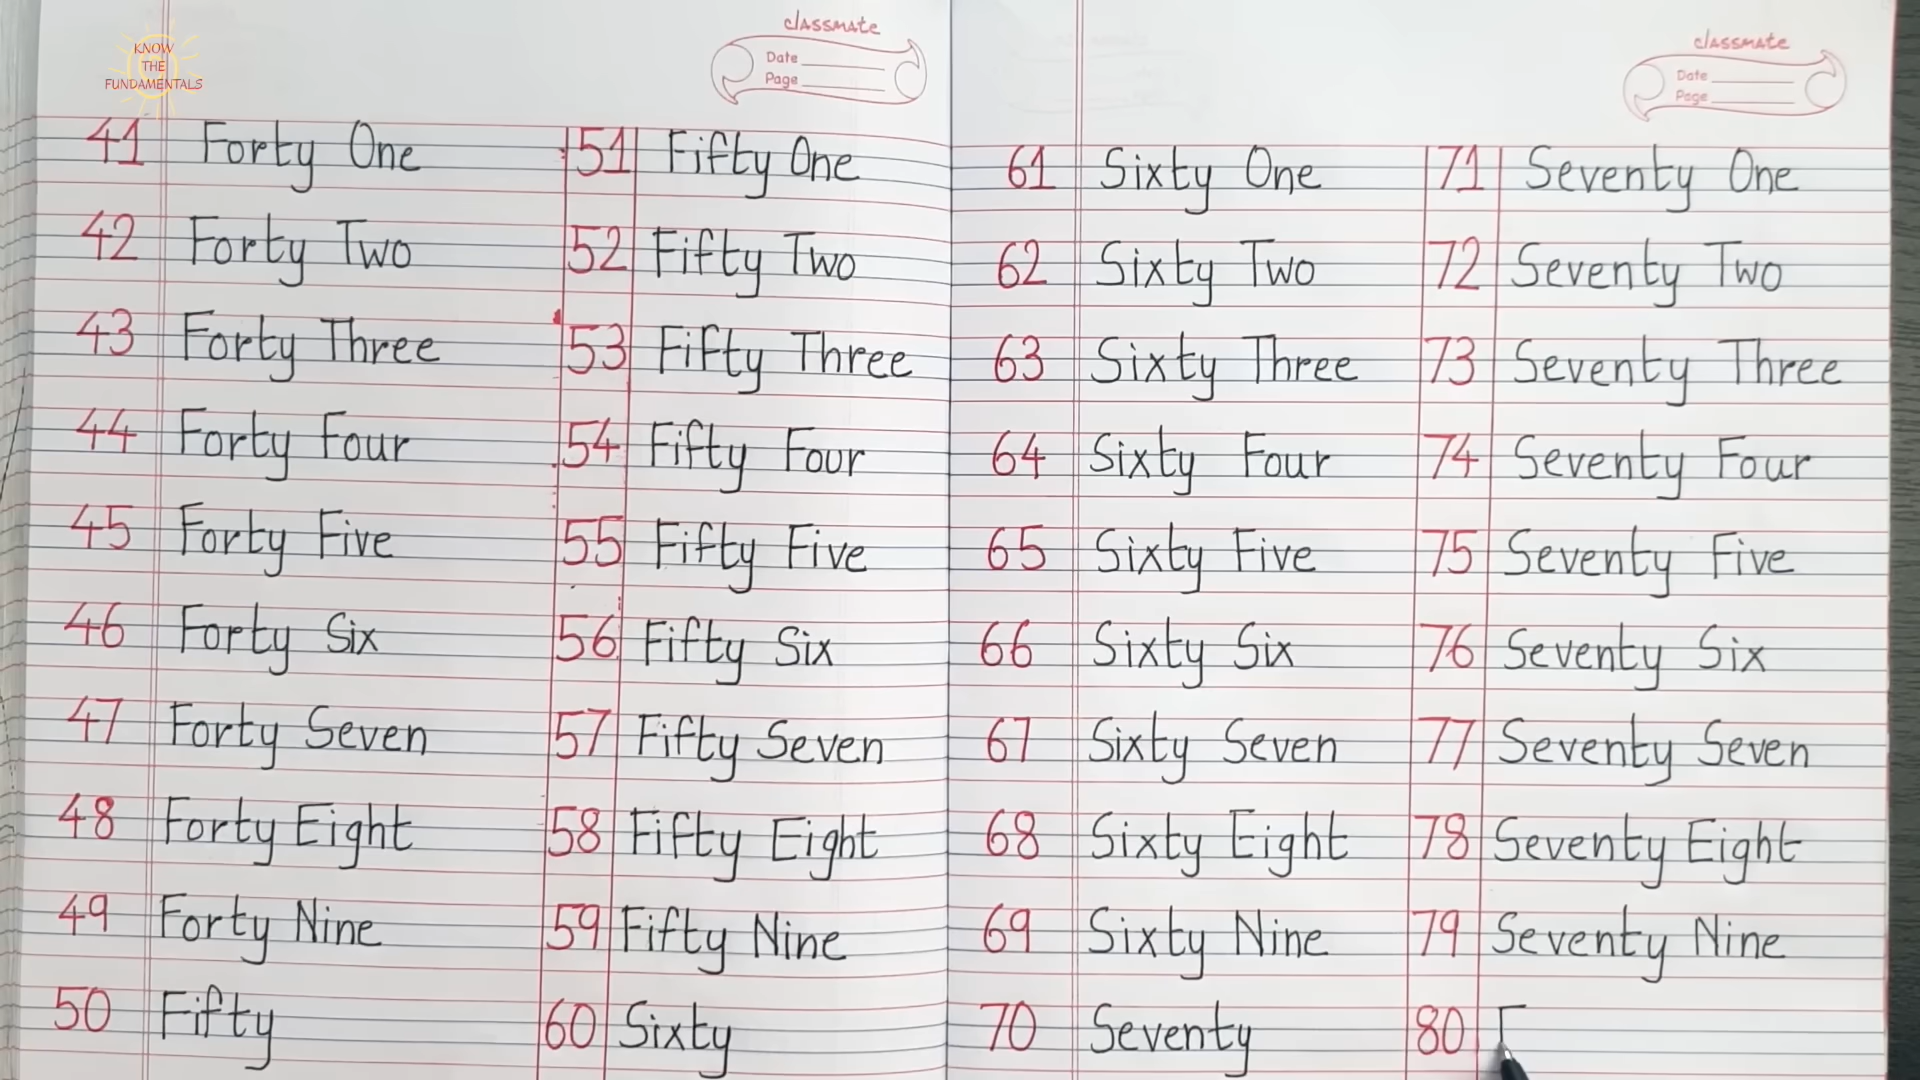 KNOW
THE
FUNDAMENTALS
classmate
Date
Page
classmate
Date
Page
41 Forty One
42 Forty Two
43 Forty Three
44 Forty Four
45 Forty Five
46 Forty Six
47 Forty Seven
48 Forty Eight
49 Forty Nine
50 Fifty
51 Fifty One
52 Fifty Two
53 Fifty Three
54 Fifty Four
55 Fifty Five
56 Fifty Six
57 Fifty Seven
58 Fifty Eight
59 Fifty Nine
60 Sixty
61 Sixty One
62 Sixty Two
63 Sixty Three
64 Sixty Four
65 Sixty Five
66 Sixty Six
67 Sixty Seven
68 Sixty Eight
69 Sixty Nine
70 Seventy
71 Seventy One
72 Seventy Two
73 Seventy Three
74 Seventy Four
75 Seventy Five
76 Seventy Six
77 Seventy Seven
78 Seventy Eight
79 Seventy Nine
80